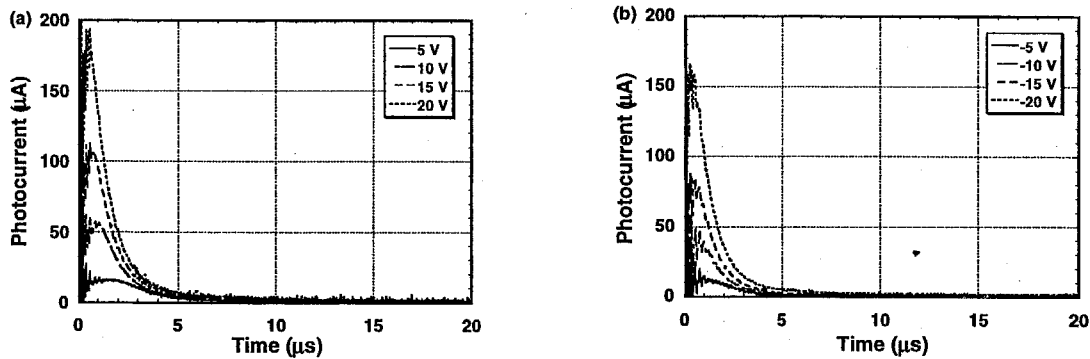 (a)
200
150
100
50
0
Photocurrent (μA)
5 V
10 V
15 V
20 V
0 5 10 15 20
Time (μs)
(b)
200
150
100
50
0
Photocurrent (μA)
-5 V
-10 V
-15 V
-20 V
0 5 10 15 20
Time (μs)